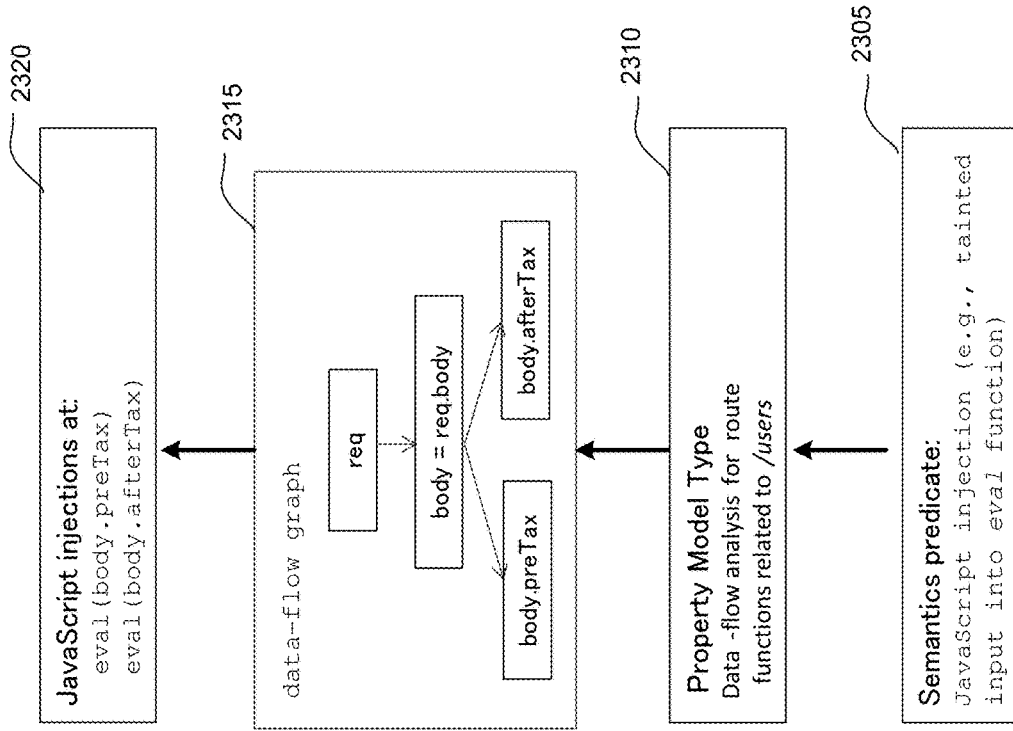 2320
JavaScript injections at:
eval(body.preTax)
eval(body.afterTax)
2315
data-flow graph
req
body = req.body
body.preTax
body.afterTax
2310
Property Model Type
Data -flow analysis for route
functions related to /users
2305
Semantics predicate:
JavaScript injection (e.g., tainted
input into eval function)